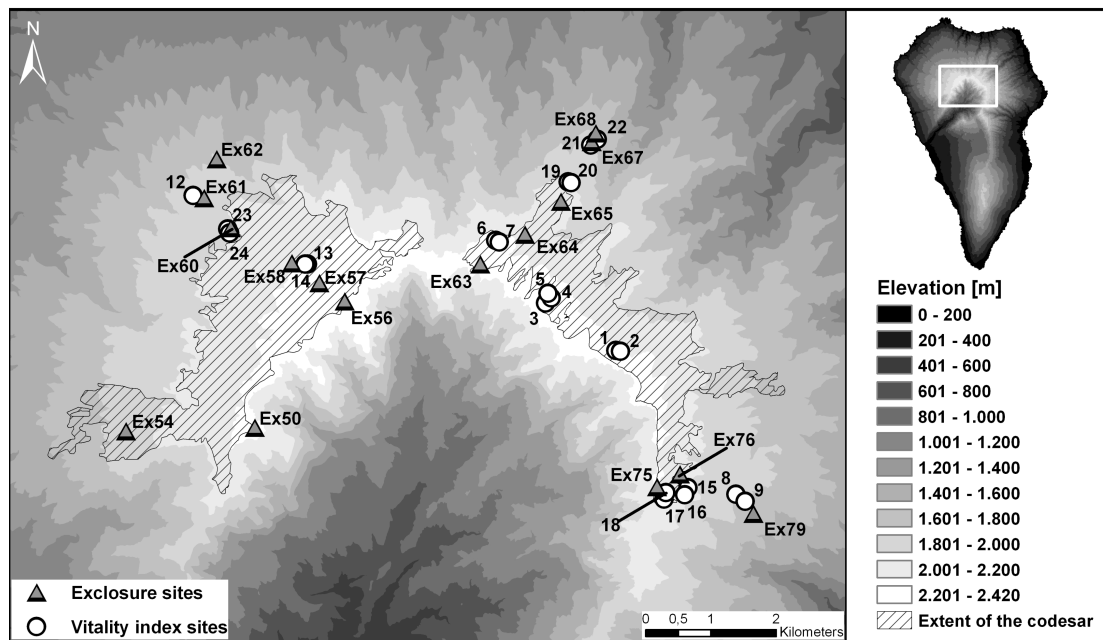 N
Ex68
22
21
Ex67
Ex62
19
20
12
Ex61
Ex65
23
6
7
Ex64
Ex60
24
Ex58
13
14
Ex57
Ex63
5
4
Ex56
3
1
2
Ex54
Ex50
Ex76
Ex75
15
8
9
18
17
16
Ex79
Exclosure sites
Vitality index sites
0
0,5
1
2
Kilometers
Elevation [m]
0 - 200
201 - 400
401 - 600
601 - 800
801 - 1.000
1.001 - 1.200
1.201 - 1.400
1.401 - 1.600
1.601 - 1.800
1.801 - 2.000
2.001 - 2.200
2.201 - 2.420
Extent of the codesar